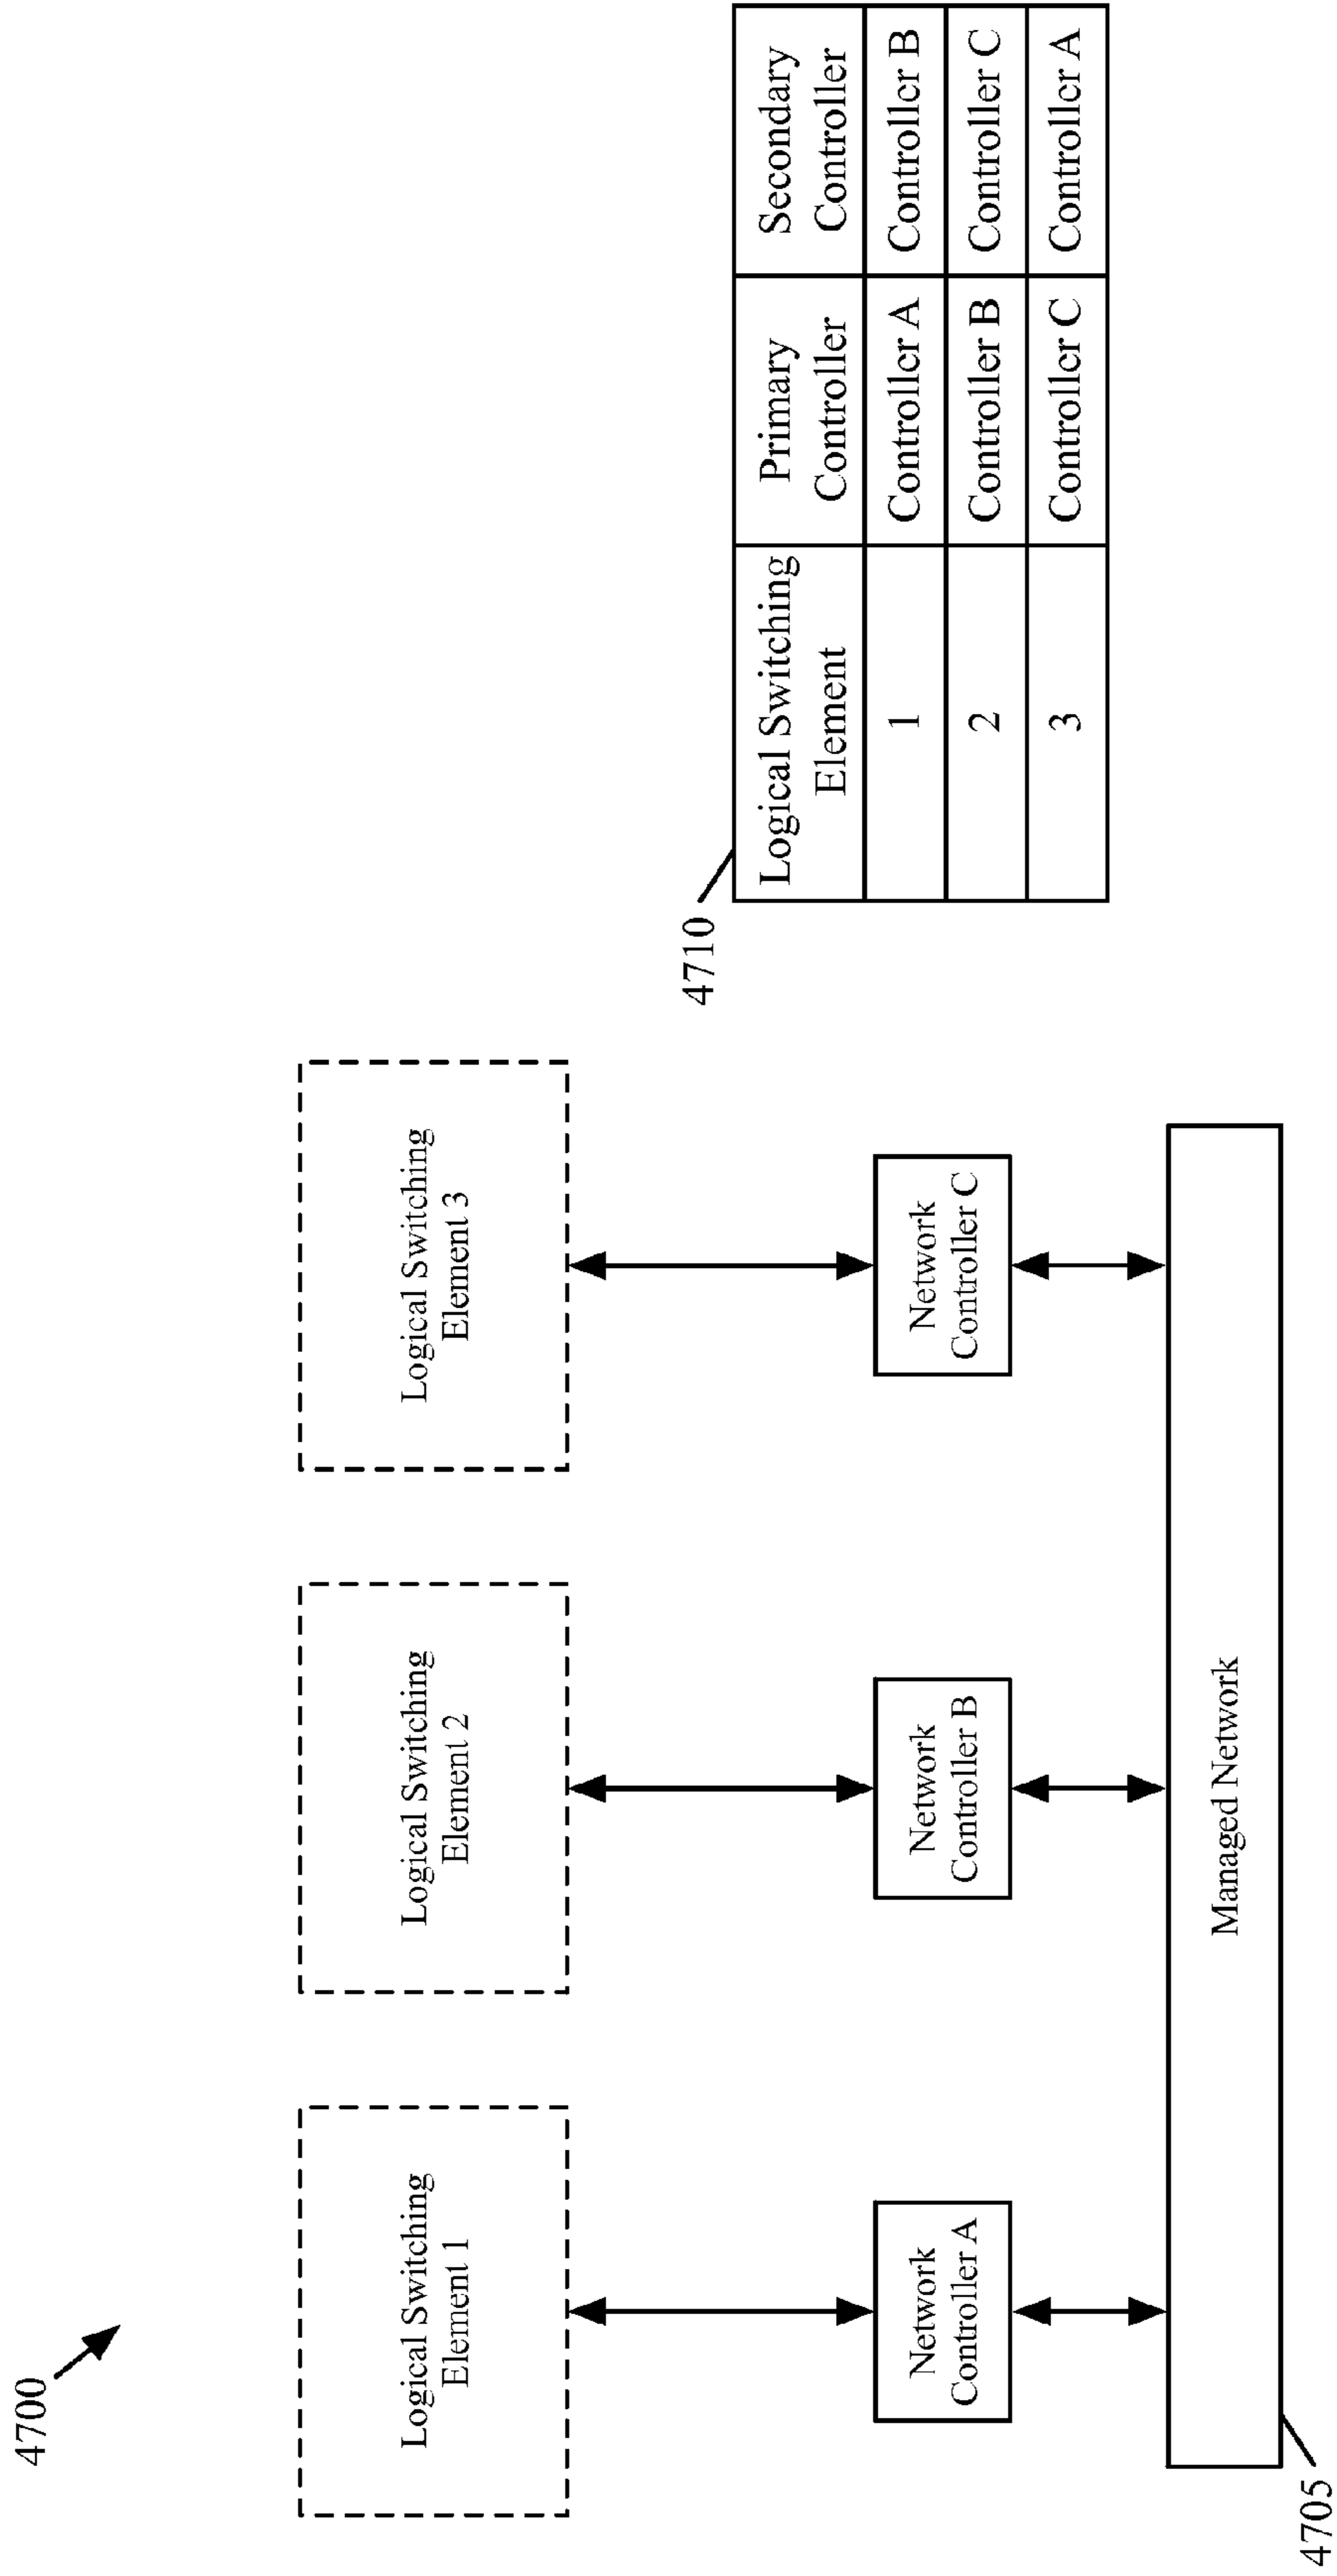 4700
Logical Switching
Element 1
Logical Switching
Element 2
Logical Switching
Element 3
Network
Controller A
Network
Controller B
Network
Controller C
Managed Network
4705
4710
Logical Switching
Element
Primary
Controller
Secondary
Controller
1
Controller A
Controller B
2
Controller B
Controller C
3
Controller C
Controller A